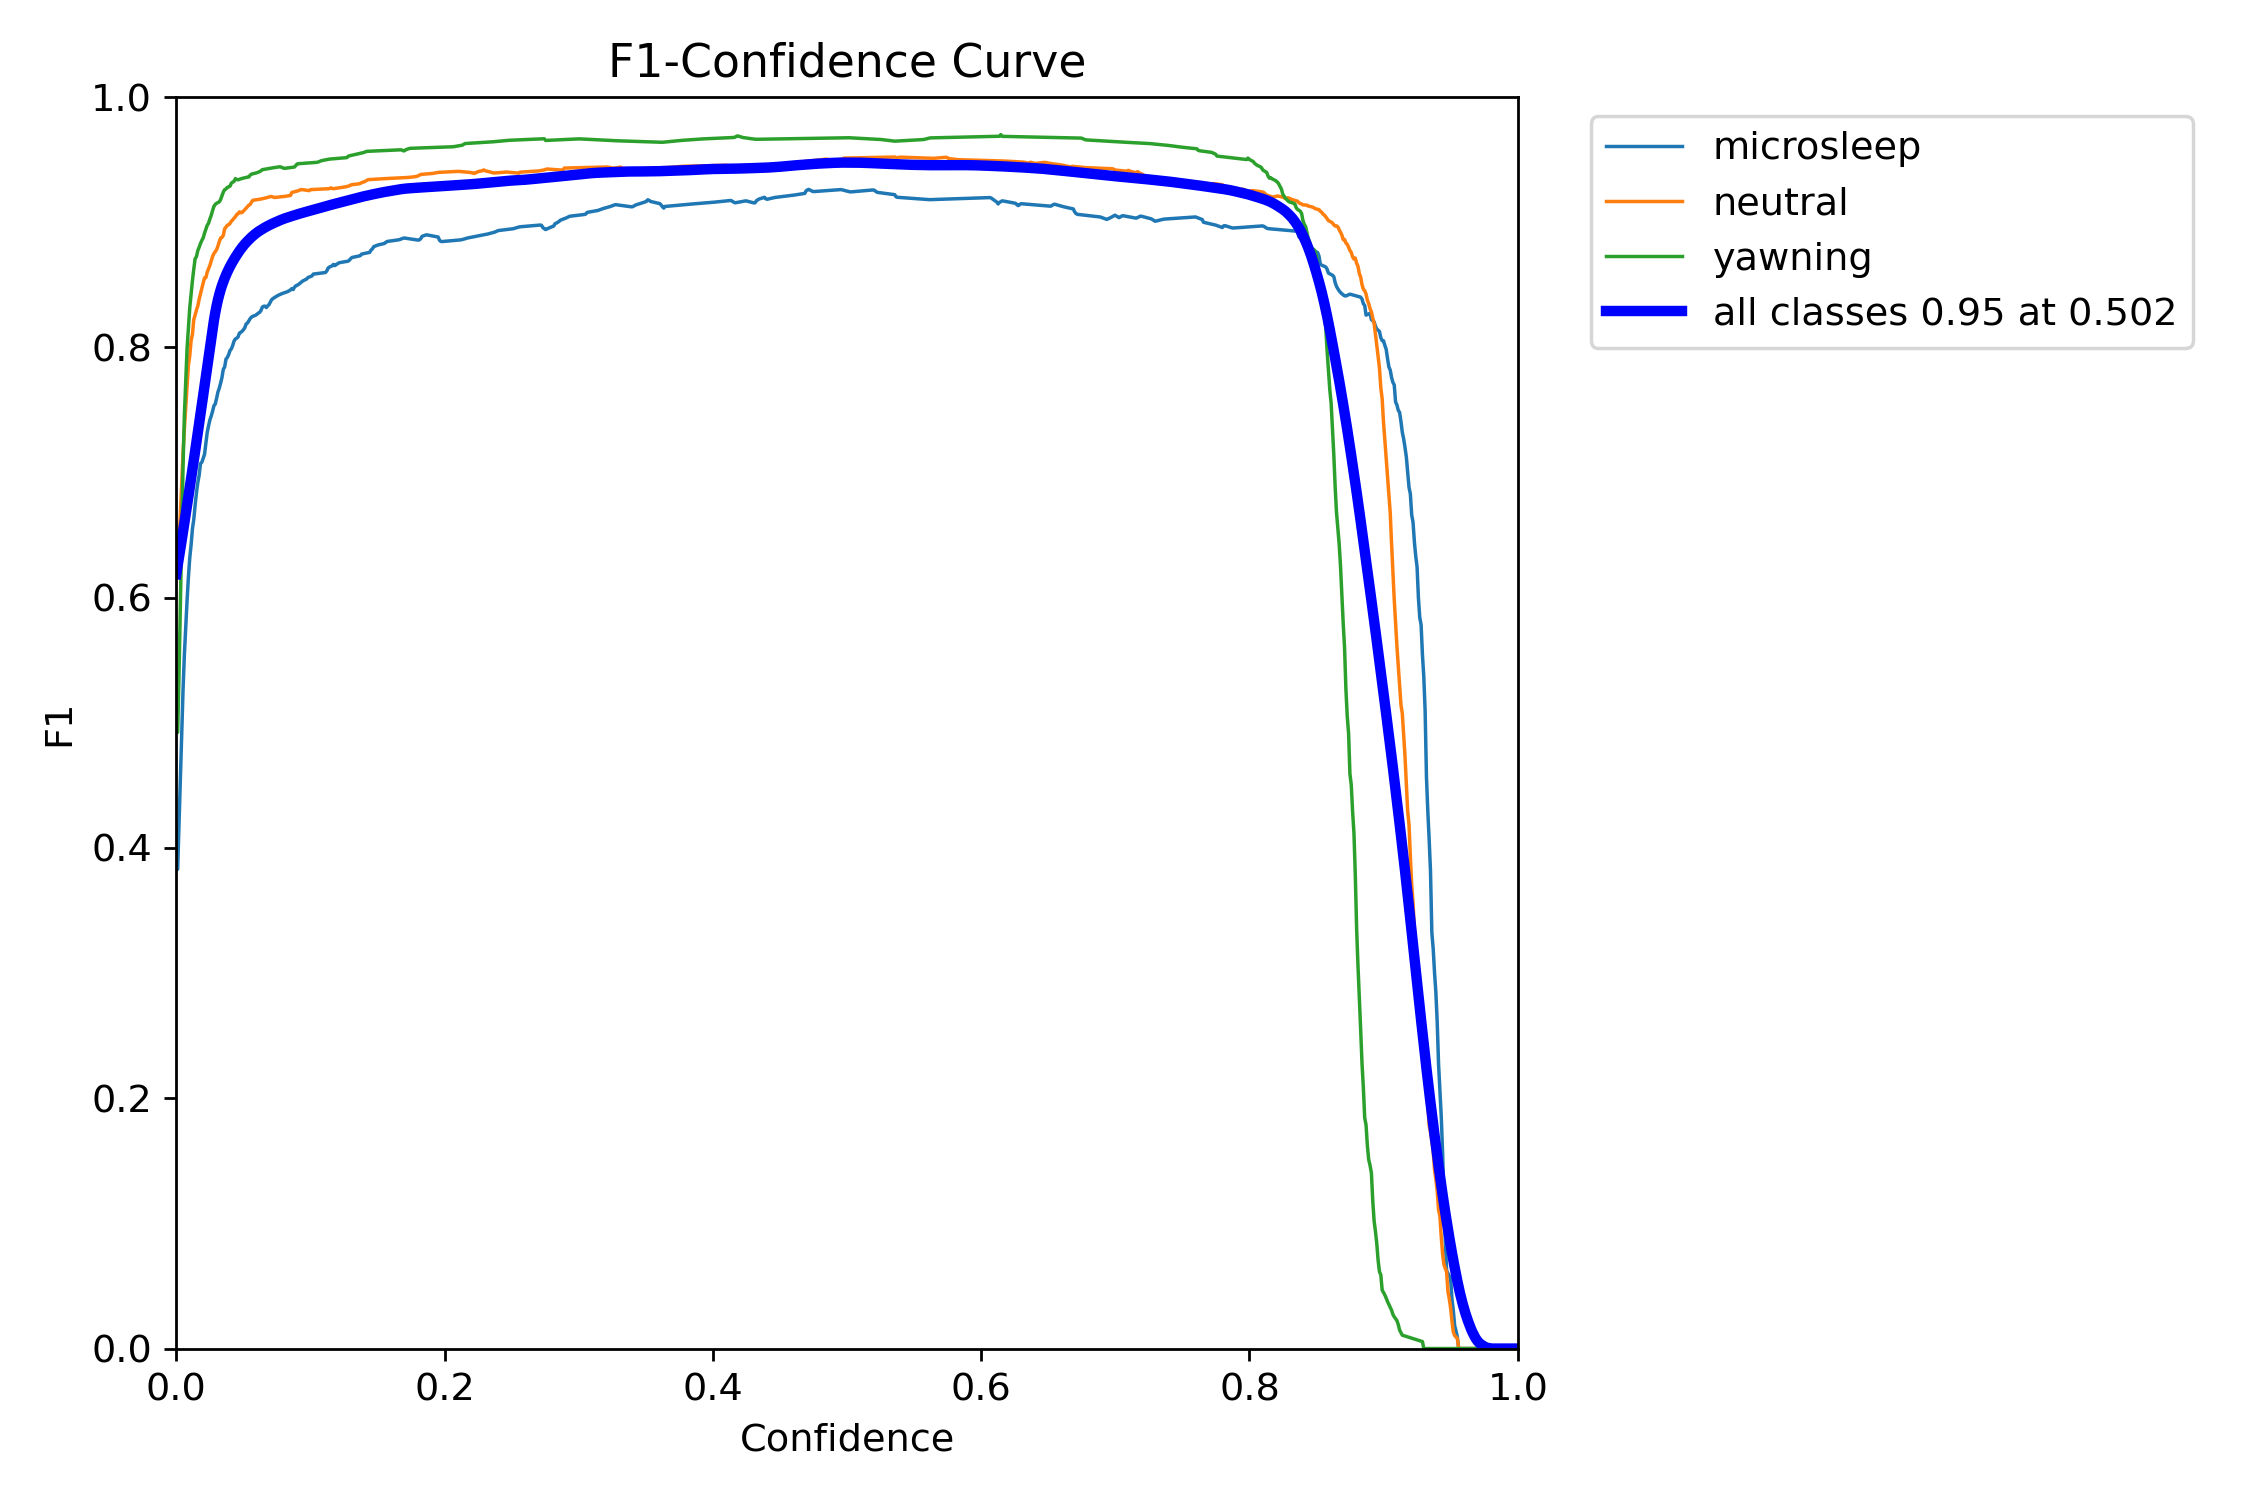 F1-Confidence Curve
1.0
0.8
0.6
0.4
0.2
0.0
F1
0.0 0.2 0.4 0.6 0.8 1.0
Confidence
microsleep
neutral
yawning
all classes 0.95 at 0.502